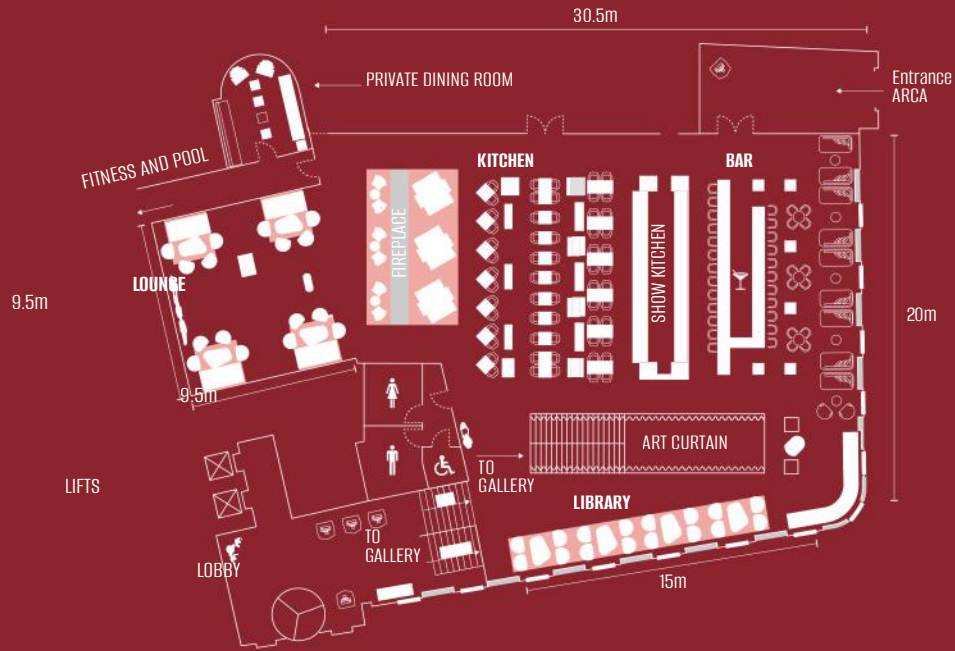 30.5m
PRIVATE DINING ROOM
Entrance
ARCA
FITNESS AND POOL
KITCHEN
BAR
FIREPLACE
SHOW KITCHEN
LOUNGE
9.5m
20m
9.5m
ART CURTAIN
TO
GALLERY
LIFTS
LIBRARY
TO
GALLERY
LOBBY
15m